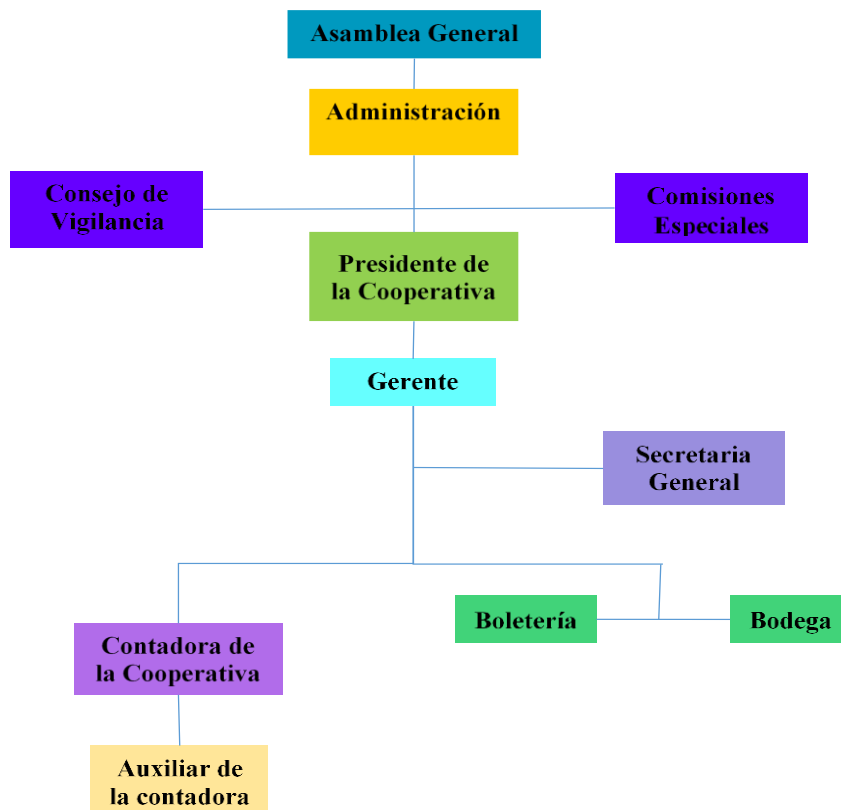 Asamblea General
Administración
Consejo de
Vigilancia
Comisiones
Especiales
Presidente de
la Cooperativa
Gerente
Secretaria
General
Boletería
Bodega
Contadora de
la Cooperativa
Auxiliar de
la contadora